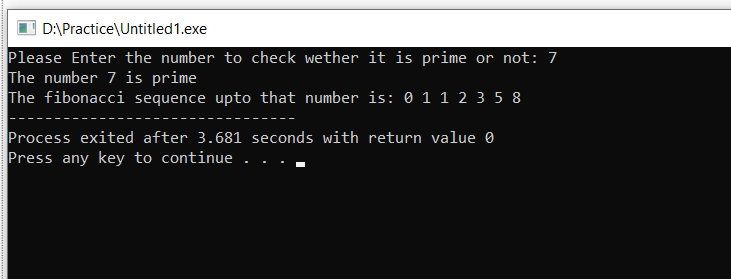 D:\Practice\Untitled1.exe
Please Enter the number to check wether it is prime or not: 7
The number 7 is prime
The fibonacci sequence upto that number is: 0 1 1 2 3 5 8
--------------------------------
Process exited after 3.681 seconds with return value 0
Press any key to continue . . .